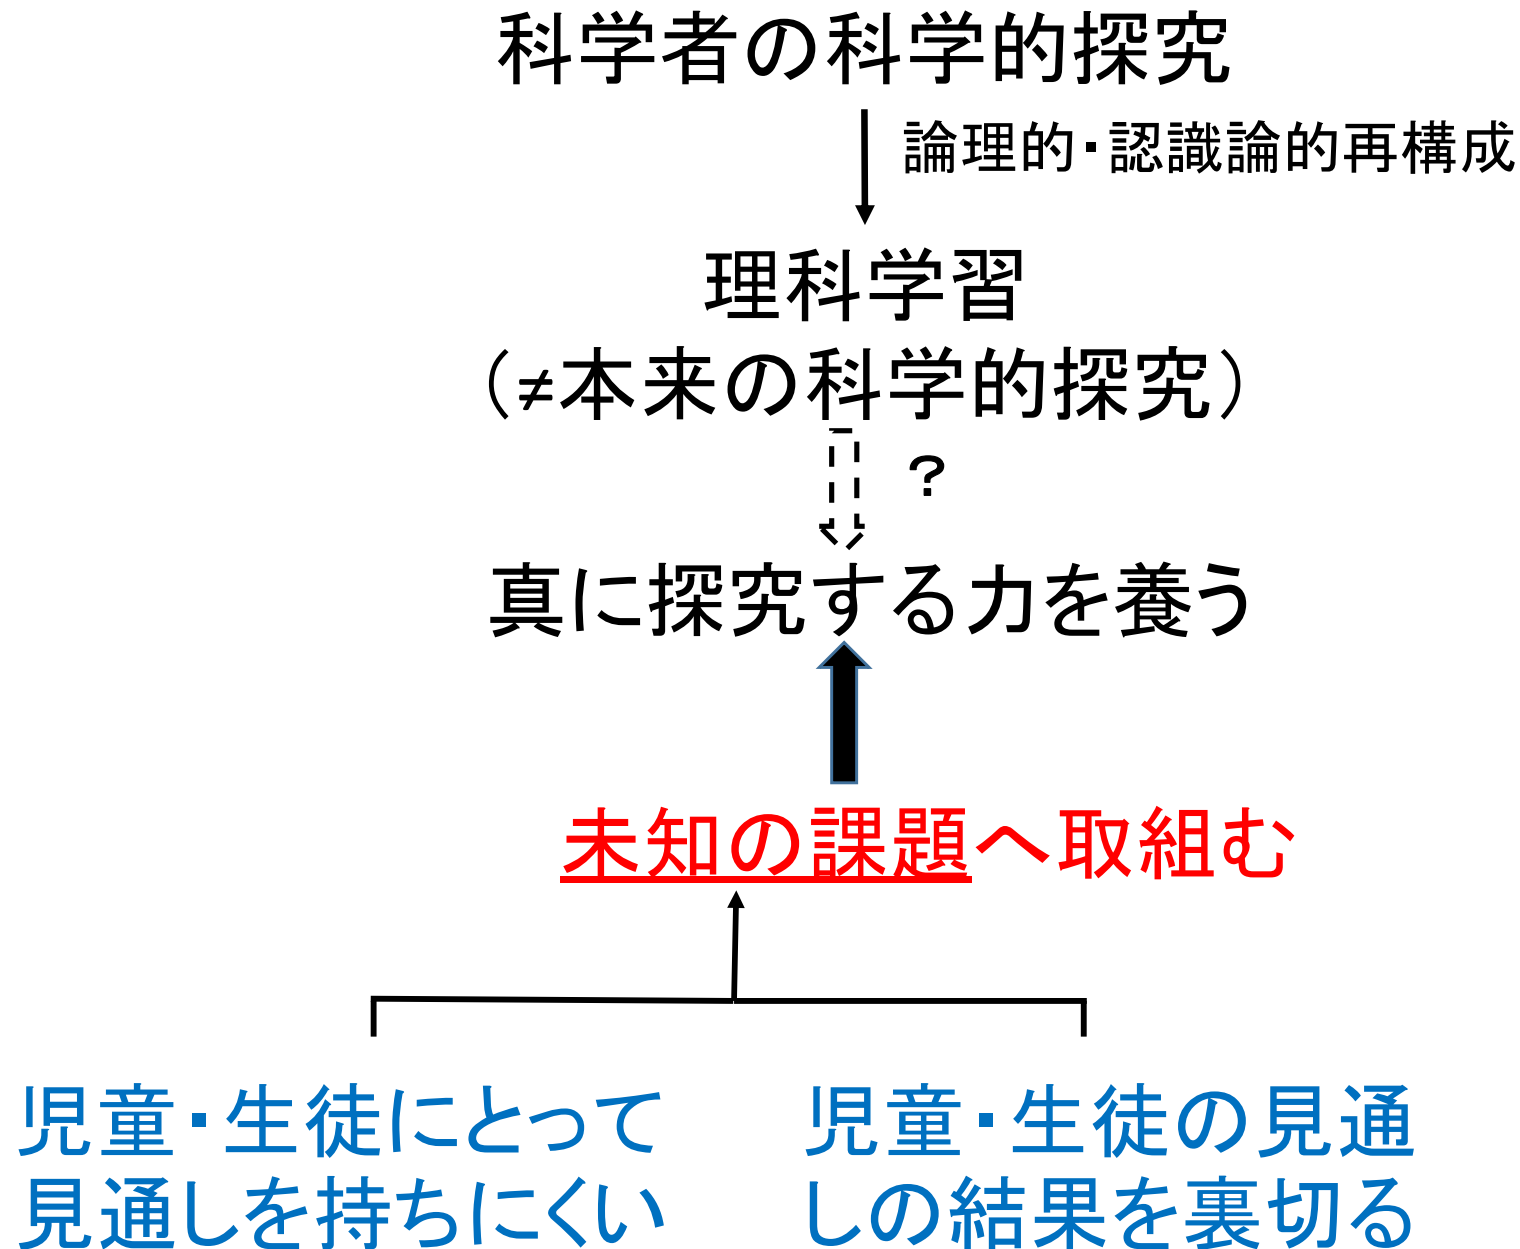 科学者の科学的探究
論理的・認識論的再構成
理科学習
（≠本来の科学的探究）
？
真に探究する力を養う
未知の課題へ取組む
児童・生徒にとって
見通しを持ちにくい
児童・生徒の見通
しの結果を裏切る